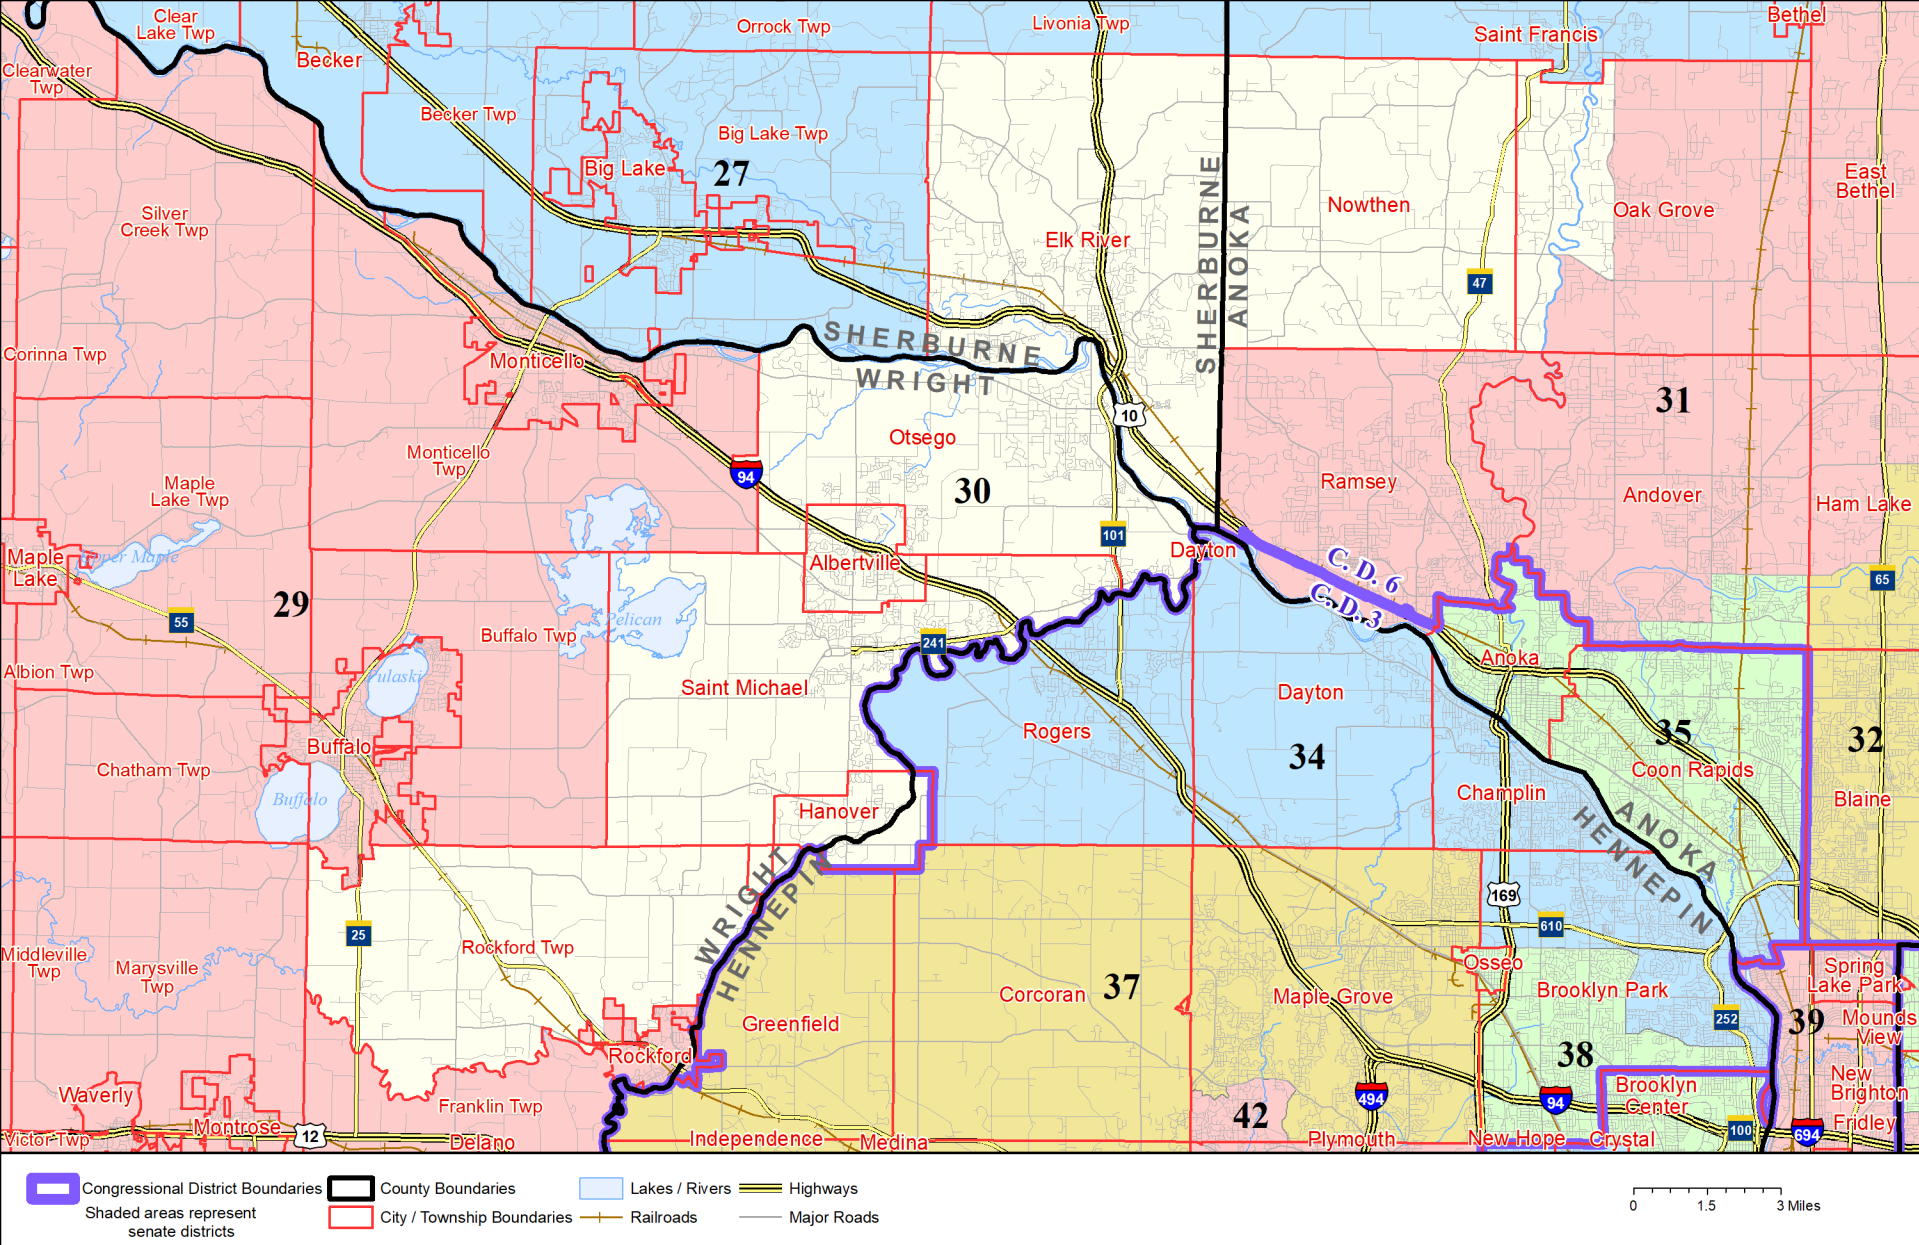 Clear
Lake Twp
Orrock Twp
Livonia Twp
Bethel
Saint Francis
Becker
Clearwater
Twp
Becker Twp
Big Lake Twp
Big Lake
27
East
Bethel
Nowthen
Oak Grove
Silver
Creek Twp
Elk River
SHERBURNE
ANOKA
47
SHERBURNE
WRIGHT
Corinna Twp
Monticello
31
10
Otsego
Monticello
Twp
94
30
Ramsey
Andover
Ham Lake
Maple
Lake Twp
101
Dayton
Upper Maple
Maple
Lake
Albertville
C. D. 6
C. D. 3
65
29
55
Pelican
Buffalo Twp
241
Albion Twp
Pulaski
Saint Michael
Anoka
Dayton
Rogers
35
32
Buffalo
34
Chatham Twp
Coon Rapids
Buffalo
Hanover
Champlin
Blaine
ANOKA
HENNEPIN
WRIGHT
HENNEPIN
169
610
25
Rockford Twp
Middleville
Twp
Marysville
Twp
Osseo
Spring
Lake Park
Corcoran
37
Maple Grove
Brooklyn Park
252
39
Mounds
View
Greenfield
Rockford
38
New
Brighton
Waverly
Franklin Twp
42
494
94
Brooklyn
Center
100
694
Fridley
Victor Twp
Montrose
12
Delano
Independence
Medina
Plymouth
New Hope
Crystal
Congressional District Boundaries
County Boundaries
Lakes / Rivers
Highways
Shaded areas represent
senate districts
City / Township Boundaries
Railroads
Major Roads
0 1.5 3 Miles